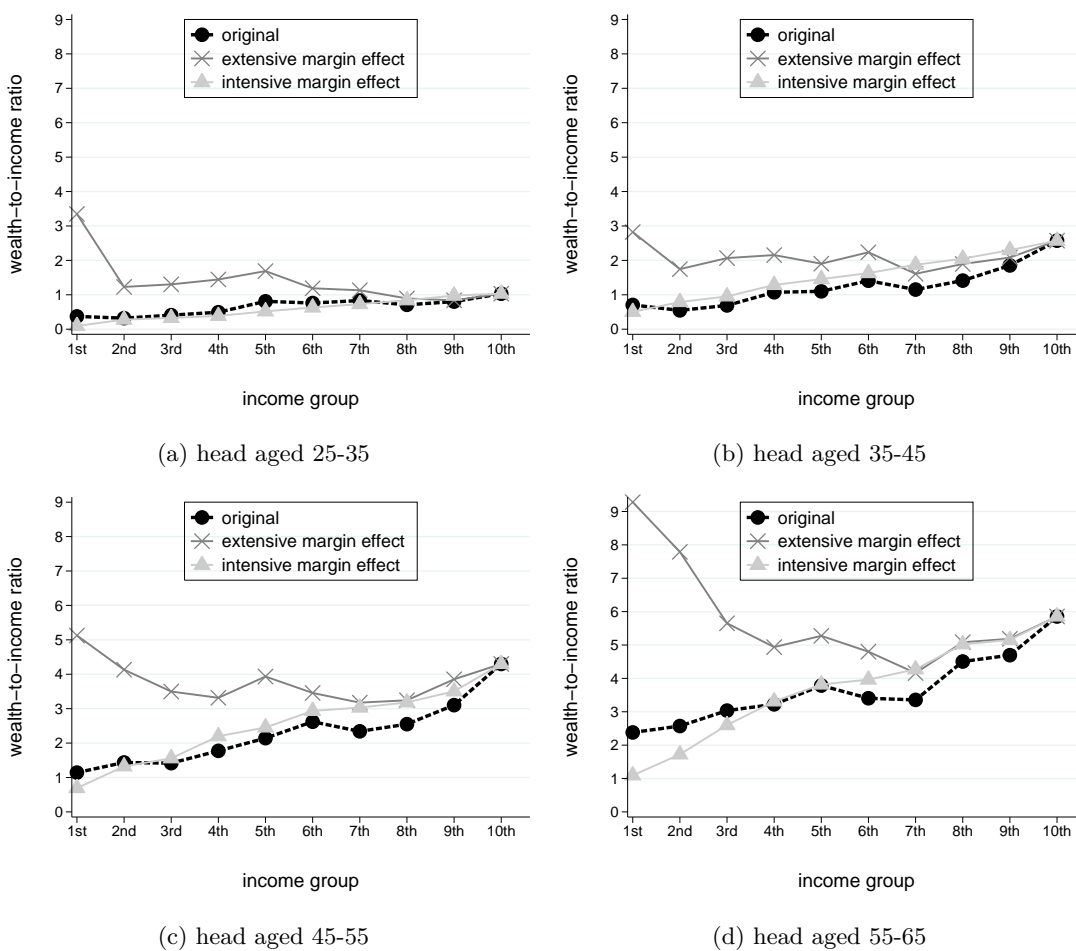 wealth−to−income ratio
9
8
7
6
5
4
3
2
1
0
original
extensive margin effect
intensive margin effect
1st 2nd 3rd 4th 5th 6th 7th 8th 9th 10th
income group
(a) head aged 25-35
wealth−to−income ratio
9
8
7
6
5
4
3
2
1
0
original
extensive margin effect
intensive margin effect
1st 2nd 3rd 4th 5th 6th 7th 8th 9th 10th
income group
(b) head aged 35-45
wealth−to−income ratio
9
8
7
6
5
4
3
2
1
0
original
extensive margin effect
intensive margin effect
1st 2nd 3rd 4th 5th 6th 7th 8th 9th 10th
income group
(c) head aged 45-55
wealth−to−income ratio
9
8
7
6
5
4
3
2
1
0
original
extensive margin effect
intensive margin effect
1st 2nd 3rd 4th 5th 6th 7th 8th 9th 10th
income group
(d) head aged 55-65